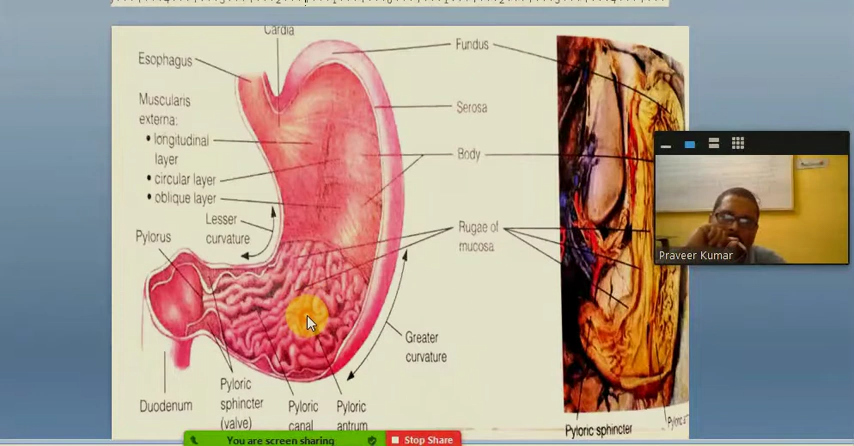 Cardia
Fundus
Esophagus
Serosa
Muscularis
externa:
• longitudinal
layer
• circular layer
• oblique layer
Body
Lesser
curvature
Pylorus
Rugae of
mucosa
Praveer Kumar
Greater
curvature
Duodenum
Pyloric
sphincter
(valve)
Pyloric
canal
Pyloric
antrum
Pyloric sphincter
You are screen sharing
Stop Share